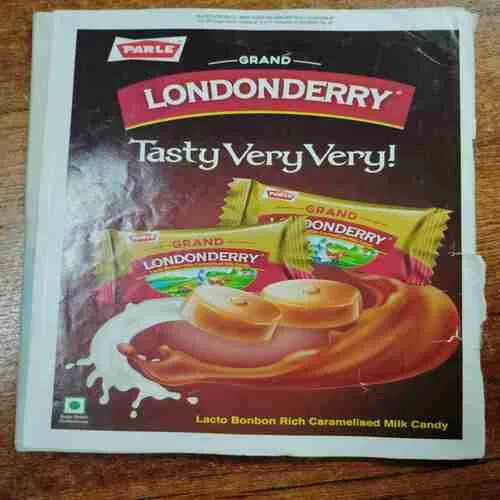 PARLE
GRAND
LONDONDERRY
Tasty Very Very!
PARLE
GRAND
LONDONDERRY
PARLE
GRAND
LONDONDERRY
Lacto Bonbon Rich Caramelised Milk Candy